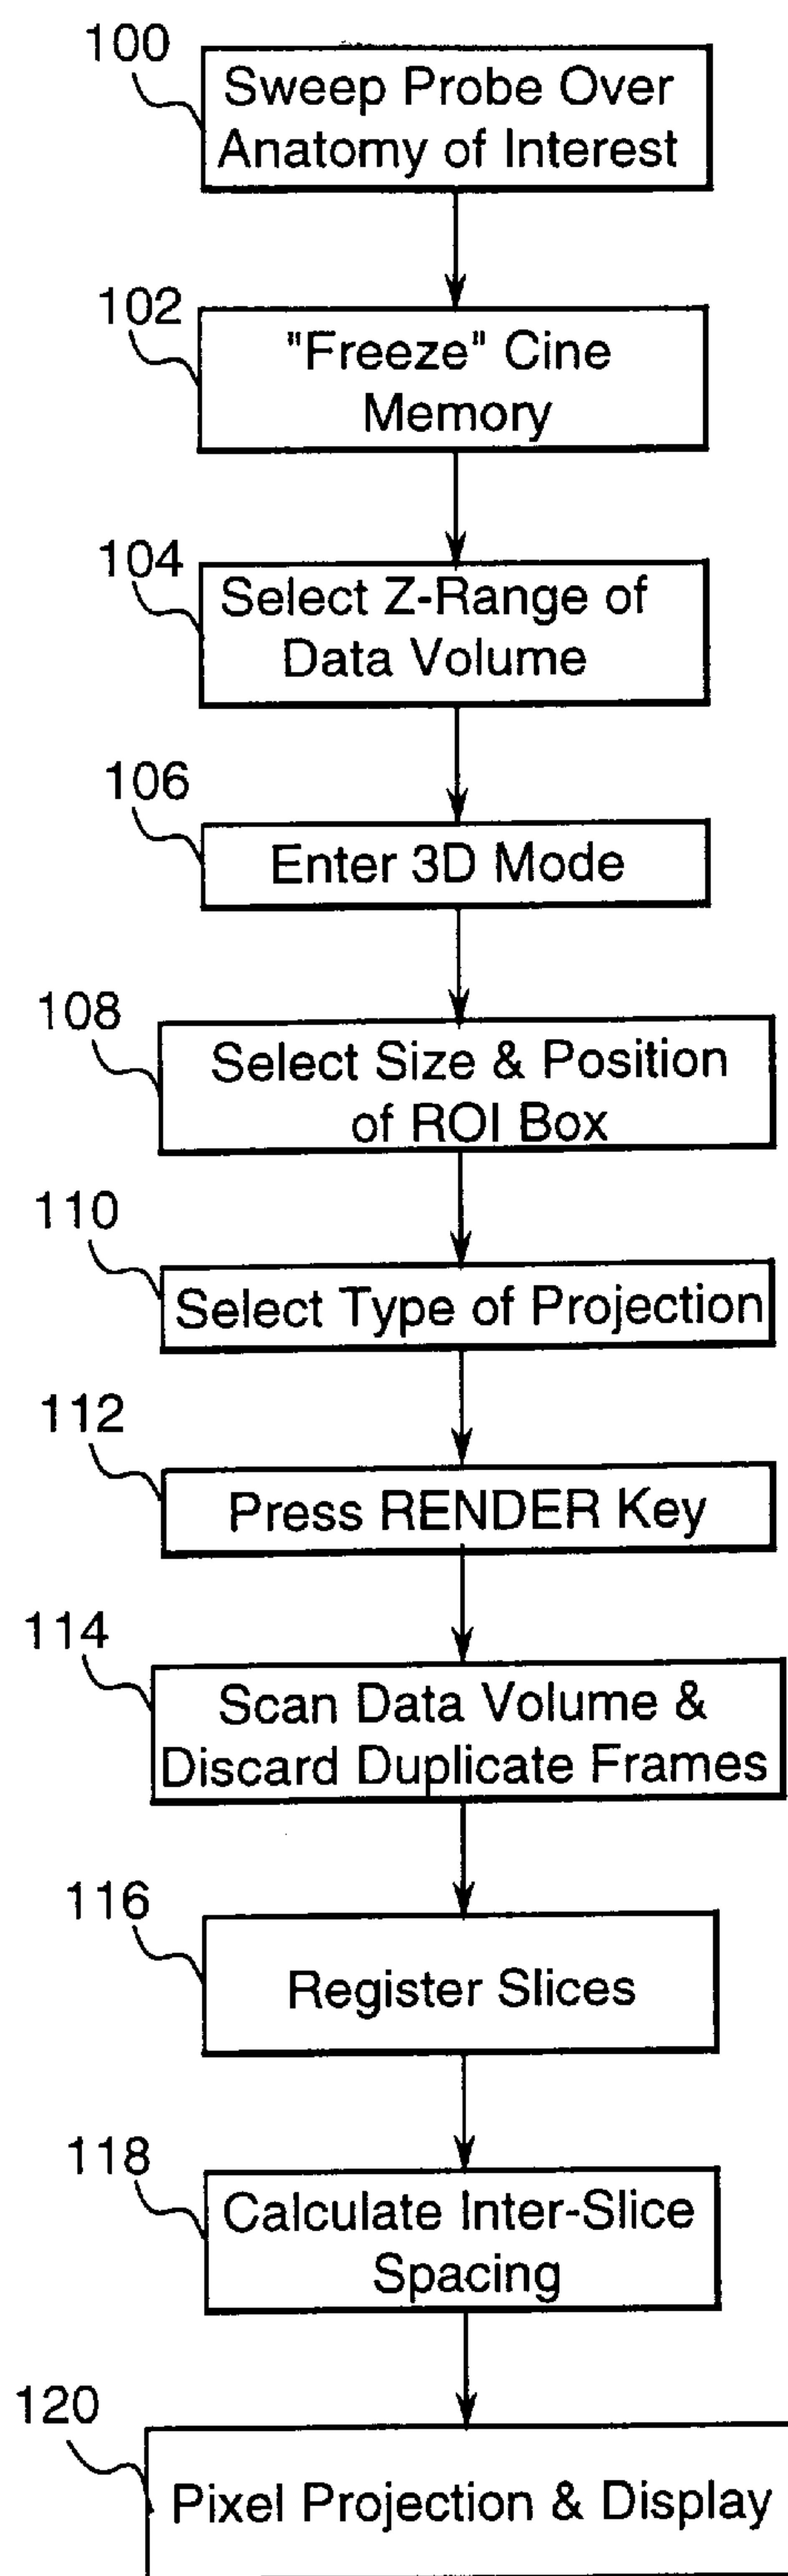 100
Sweep Probe Over
Anatomy of Interest
102
"Freeze" Cine
Memory
104
Select Z-Range of
Data Volume
106
Enter 3D Mode
108
Select Size & Position
of ROI Box
110
Select Type of Projection
112
Press RENDER Key
114
Scan Data Volume &
Discard Duplicate Frames
116
Register Slices
118
Calculate Inter-Slice
Spacing
120
Pixel Projection & Display